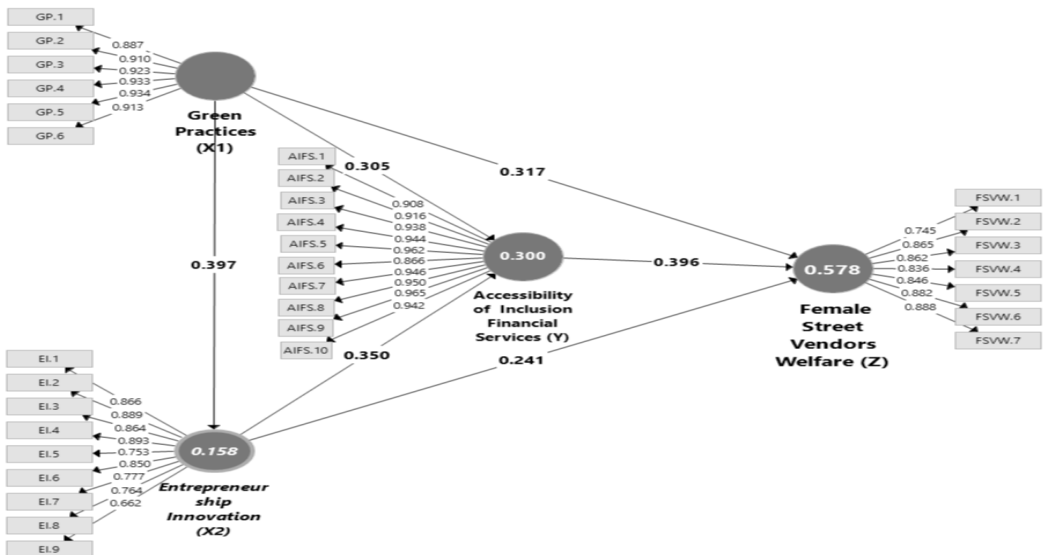 GP.1
GP.2
GP.3
GP.4
GP.5
GP.6
0.887
0.910
0.923
0.933
0.934
0.913
Green
Practices
(X1)
0.305
0.317
0.397
AIFS.1
AIFS.2
AIFS.3
AIFS.4
AIFS.5
AIFS.6
AIFS.7
AIFS.8
AIFS.9
AIFS.10
0.908
0.916
0.938
0.944
0.962
0.866
0.946
0.950
0.965
0.942
0.300
Accessibility
of Inclusion
Financial
Services (Y)
0.396
0.350
0.241
0.578
Female
Street
Vendors
Welfare (Z)
FSVW.1
FSVW.2
FSVW.3
FSVW.4
FSVW.5
FSVW.6
FSVW.7
0.745
0.865
0.862
0.836
0.846
0.882
0.888
EI.1
EI.2
EI.3
EI.4
EI.5
EI.6
EI.7
EI.8
EI.9
0.866
0.889
0.864
0.893
0.753
0.850
0.777
0.764
0.662
0.158
Entrepreneur
ship
Innovation
(X2)